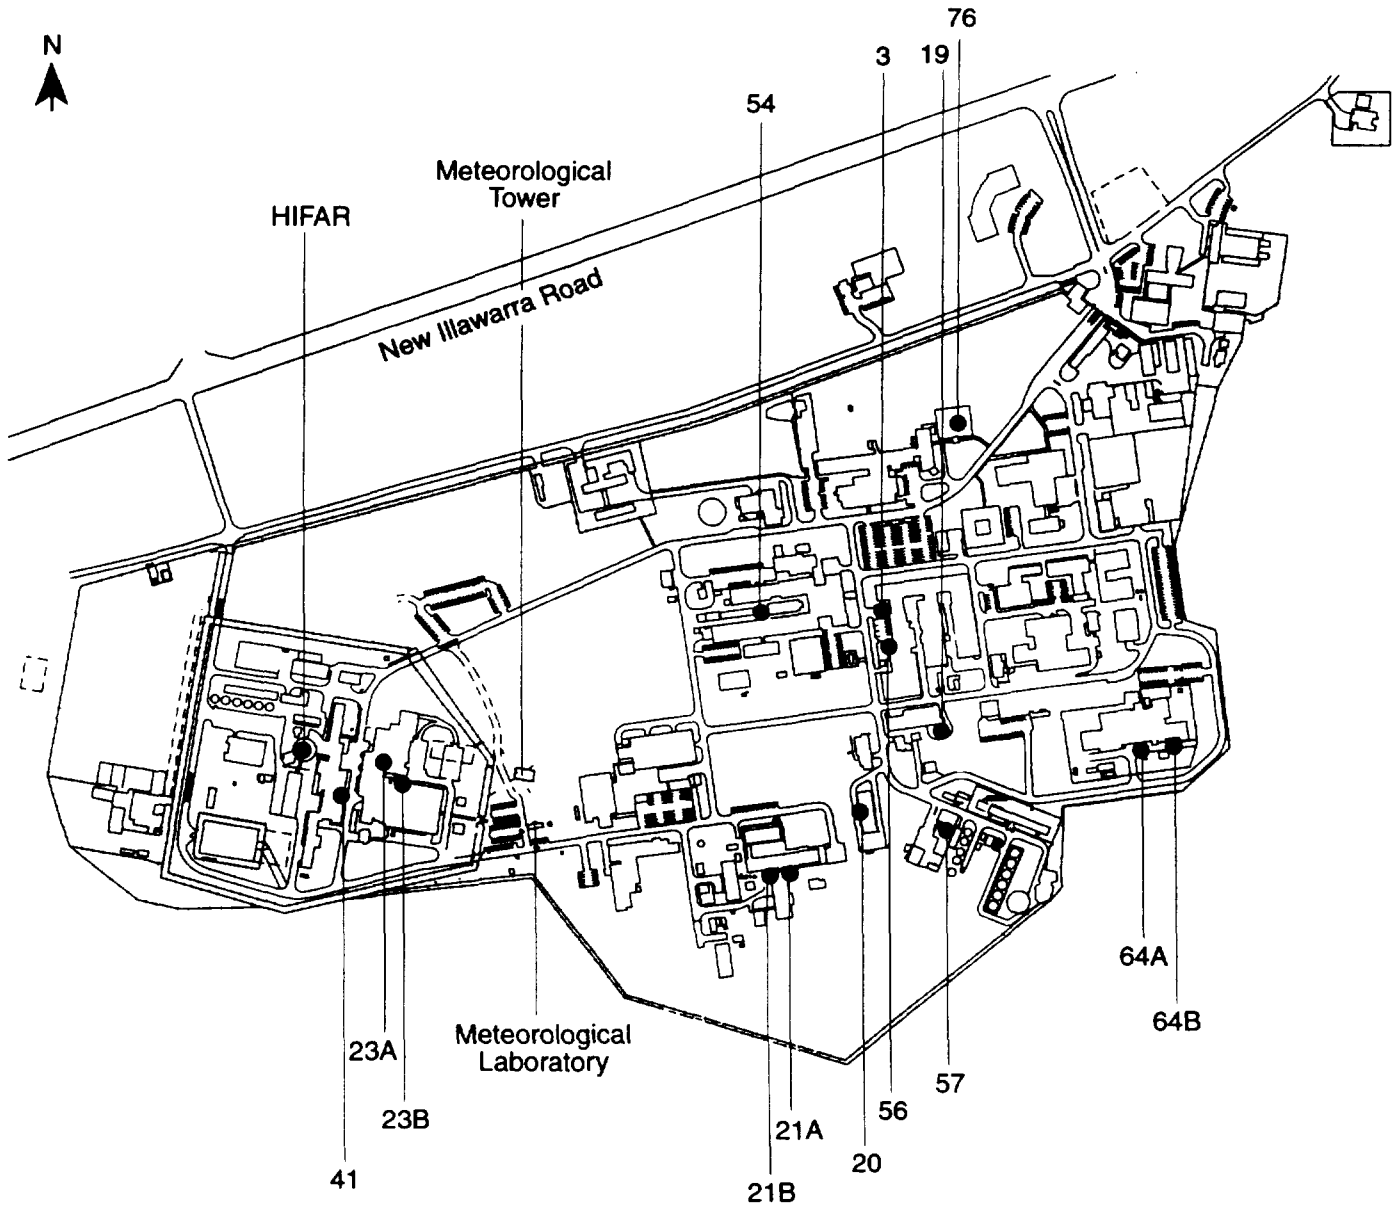 76
N
3
19
54
Meteorological
Tower
HIFAR
New Illawarra Road
64A
64B
Meteorological
Laboratory
23A
57
56
23B
21A
20
41
21B